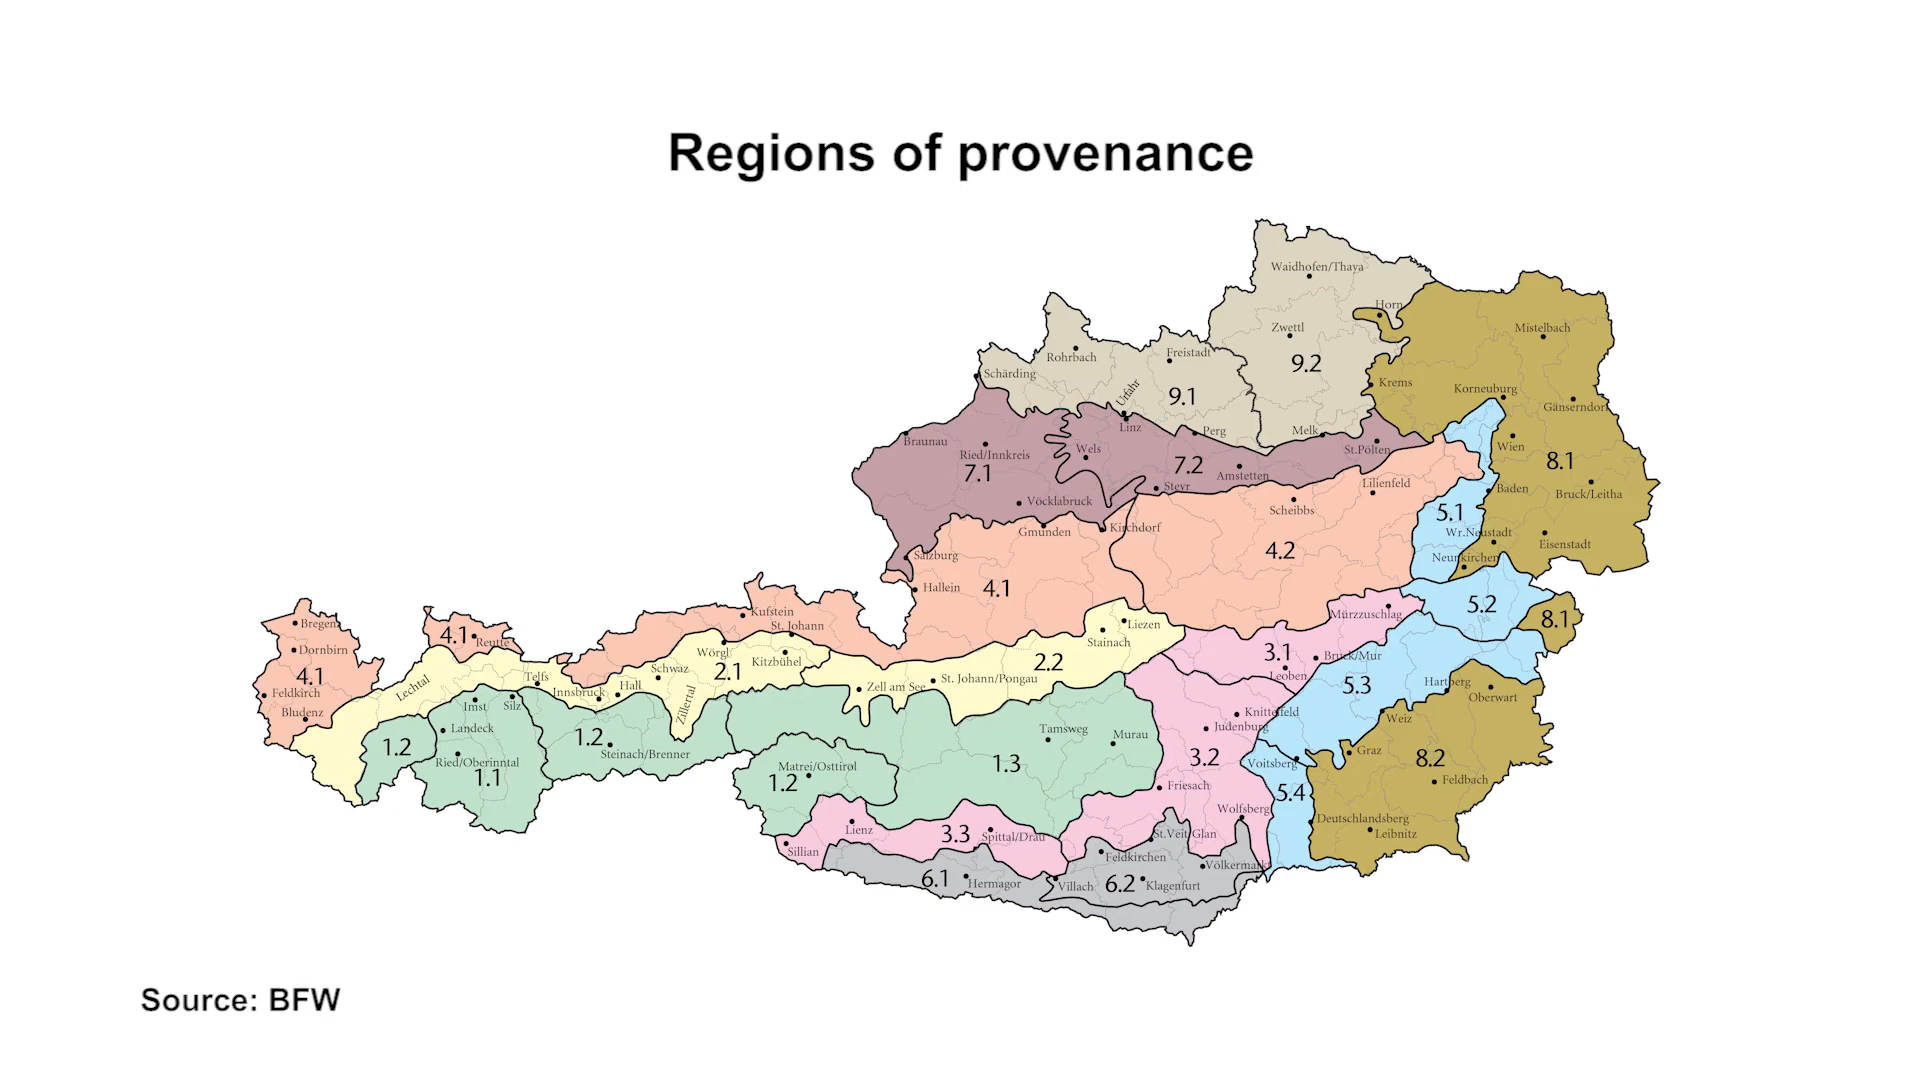 Regions of provenance
Waidhofen/Thaya
Horn
Zwettl
Mistelbach
Rohrbach
Freistadt
9.2
Schärding
Krems
Korneuburg
Urfahr
9.1
Gänserndorf
Linz
Perg
Melk
Braunau
Wien
Ried/Innkreis
Wels
St.Pölten
7.1
7.2
Amstetten
8.1
Steyr
Lilienfeld
Baden
Bruck/Leitha
Vöcklabruck
Scheibbs
5.1
Gmunden
Kirchdorf
Wr.Neustadt
4.2
Eisenstadt
Salzburg
Neunkirchen
Hallein
4.1
5.2
Kufstein
Mürzzuschlag
8.1
Bregenz
St. Johann
Liezen
4.1
Reutte
Stainach
Dornbirn
Wörgl
Kitzbühel
2.2
3.1
Bruck/Mur
4.1
Schwaz
2.1
Leoben
Telfs
Lechtal
Hall
Innsbruck
Zell am See
St. Johann/Pongau
5.3
Hartberg
Feldkirch
Oberwart
Bludenz
Imst
Silz
Zillertal
Knittelfeld
Weiz
Landeck
Judenburg
Tamsweg
Murau
1.2
1.2
Steinach/Brenner
Graz
Ried/Oberinntal
1.1
Matrei/Osttirol
1.2
1.3
3.2
Voitsberg
8.2
Friesach
5.4
Feldbach
Wolfsberg
Deutschlandsberg
Lienz
3.3
Spittal/Drau
St.Veit/Glan
Leibnitz
Sillian
Feldkirchen
Völkermarkt
6.1
Hermagor
Villach
6.2
Klagenfurt
Source: BFW